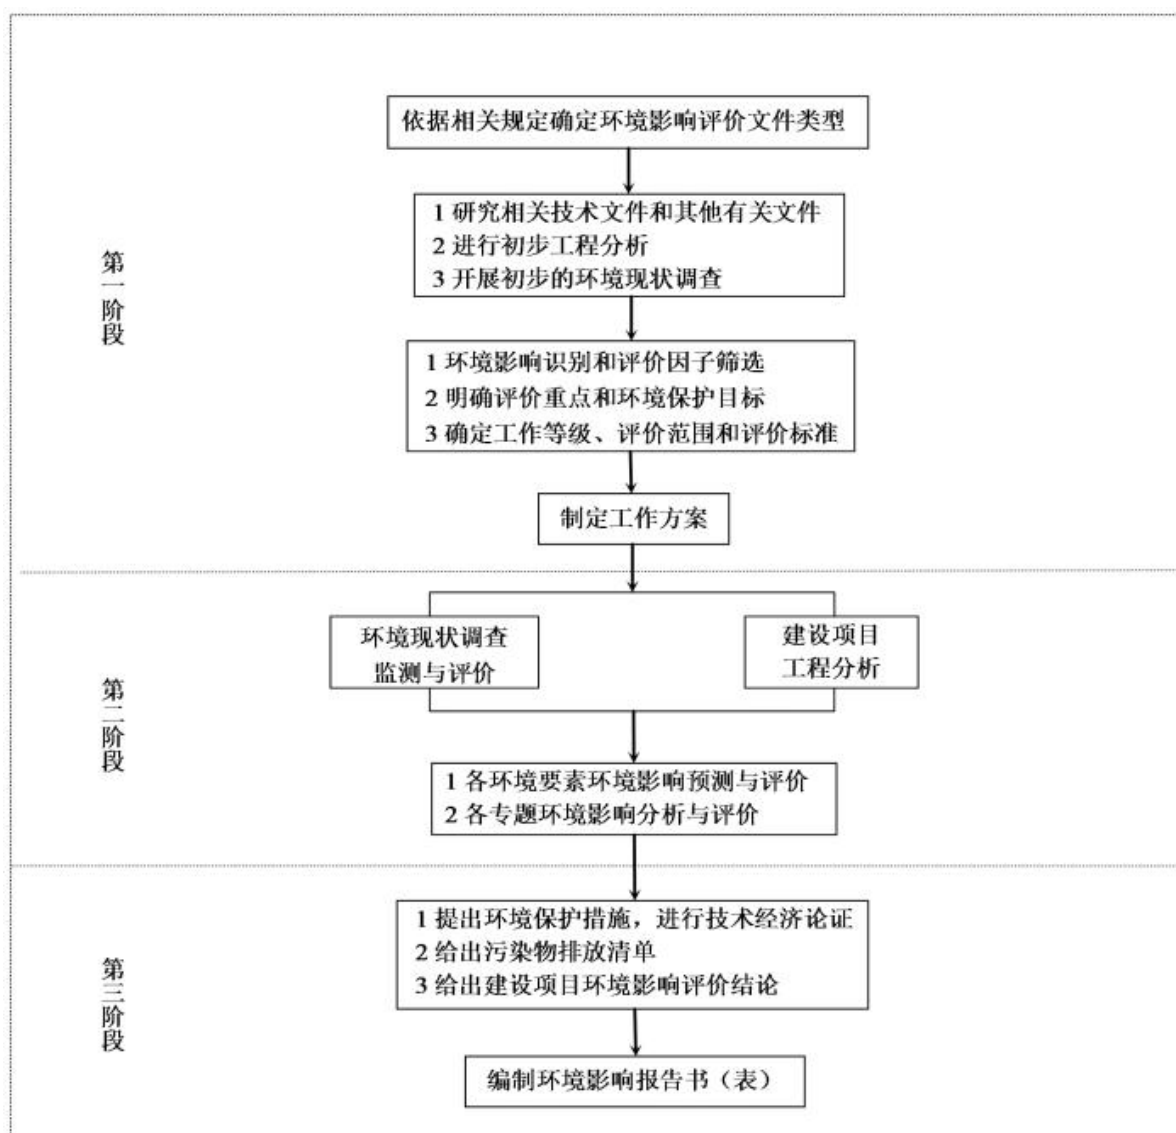 依据相关规定确定环境影响评价文件类型
第一阶段
1 研究相关技术文件和其他有关文件
2 进行初步工程分析
3 开展初步的环境现状调查
1 环境影响识别和评价因子筛选
2 明确评价重点和环境保护目标
3 确定工作等级、评价范围和评价标准
制定工作方案
第二阶段
环境现状调查
监测与评价
建设项目
工程分析
1 各环境要素环境影响预测与评价
2 各专题环境影响分析与评价
第三阶段
1 提出环境保护措施，进行技术经济论证
2 给出污染物排放清单
3 给出建设项目环境影响评价结论
编制环境影响报告书（表）